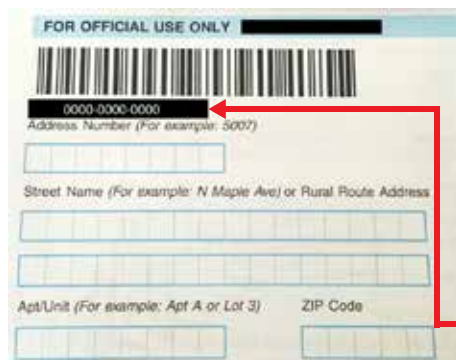 FOR OFFICIAL USE ONLY
0000-0000-0000
Address Number (For example: 5007)
Street Name (For example: N Maple Ave) or Rural Route Address
Apt/Unit (For example: Apt A or Lot 3) ZIP Code